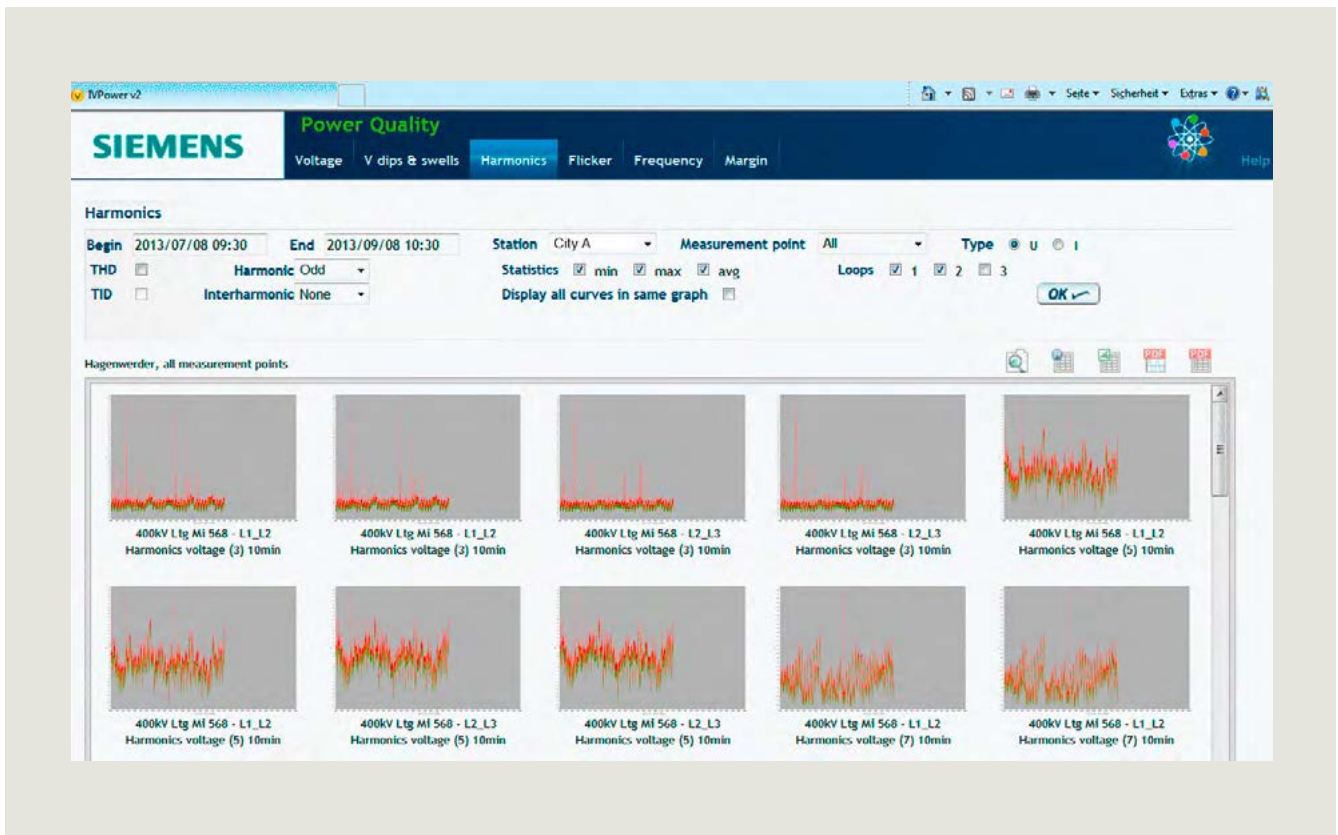 IVPower v2
Seite Sicherheit Extras
SIEMENS
Power Quality
Voltage V dips & swells Harmonics Flicker Frequency Margin
Help
Harmonics
Begin 2013/07/08 09:30 End 2013/09/08 10:30 Station City A Measurement point All Type U I
THD Harmonic Odd Statistics min max avg Loops 1 2 3
TID Interharmonic None Display all curves in same graph OK
Hagenwerder, all measurement points
PDF PDF
400kV Ltg Mi 568 - L1_L2 400kV Ltg Mi 568 - L1_L2 400kV Ltg Mi 568 - L2_L3 400kV Ltg Mi 568 - L2_L3 400kV Ltg Mi 568 - L1_L2
Harmonics voltage (3) 10min Harmonics voltage (3) 10min Harmonics voltage (3) 10min Harmonics voltage (3) 10min Harmonics voltage (5) 10min
400kV Ltg Mi 568 - L1_L2 400kV Ltg Mi 568 - L2_L3 400kV Ltg Mi 568 - L2_L3 400kV Ltg Mi 568 - L1_L2 400kV Ltg Mi 568 - L1_L2
Harmonics voltage (5) 10min Harmonics voltage (5) 10min Harmonics voltage (5) 10min Harmonics voltage (7) 10min Harmonics voltage (7) 10min